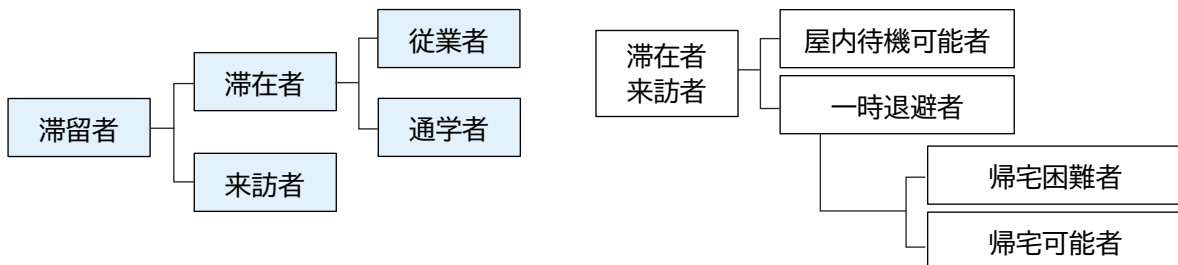 滞留者
滞在者
来訪者
従業者
通学者
滞在者
来訪者
屋内待機可能者
一時退避者
帰宅困難者
帰宅可能者